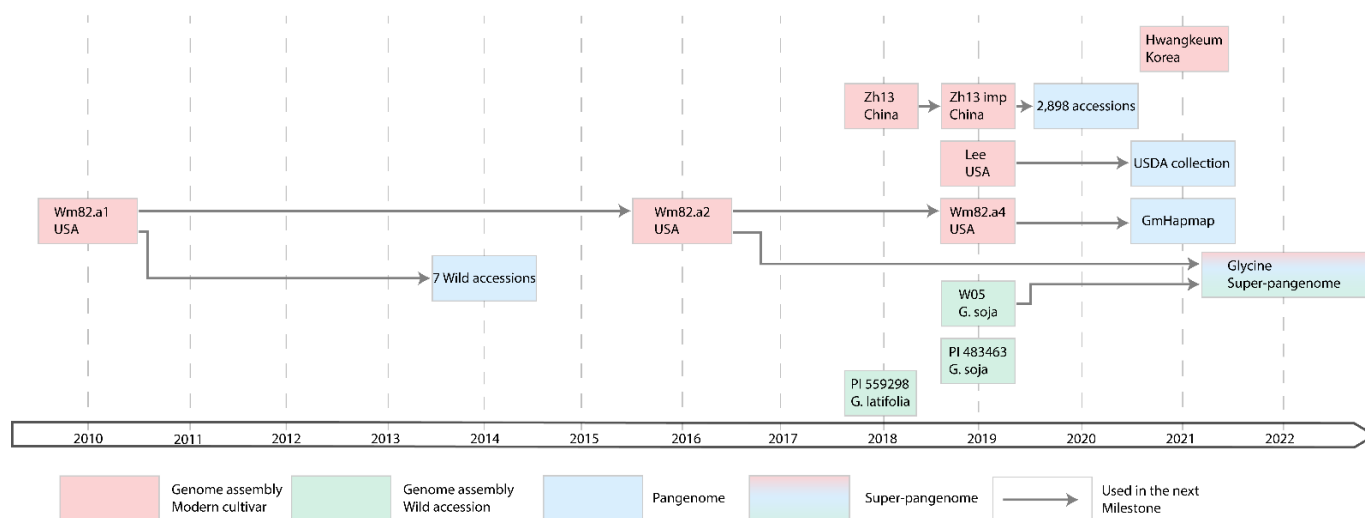 Hwangkeum
Korea
Zh13
China
Zh13 imp
China
2,898 accessions
Lee
USA
USDA collection
Wm82.a1
USA
Wm82.a2
USA
Wm82.a4
USA
GmHapmap
7 Wild accessions
Glycine
Super-pangenome
W05
G. soja
PI 483463
G. soja
PI 559298
G. latifolia
2010 2011 2012 2013 2014 2015 2016 2017 2018 2019 2020 2021 2022
Genome assembly
Modern cultivar
Genome assembly
Wild accession
Pangenome
Super-pangenome
Used in the next
Milestone